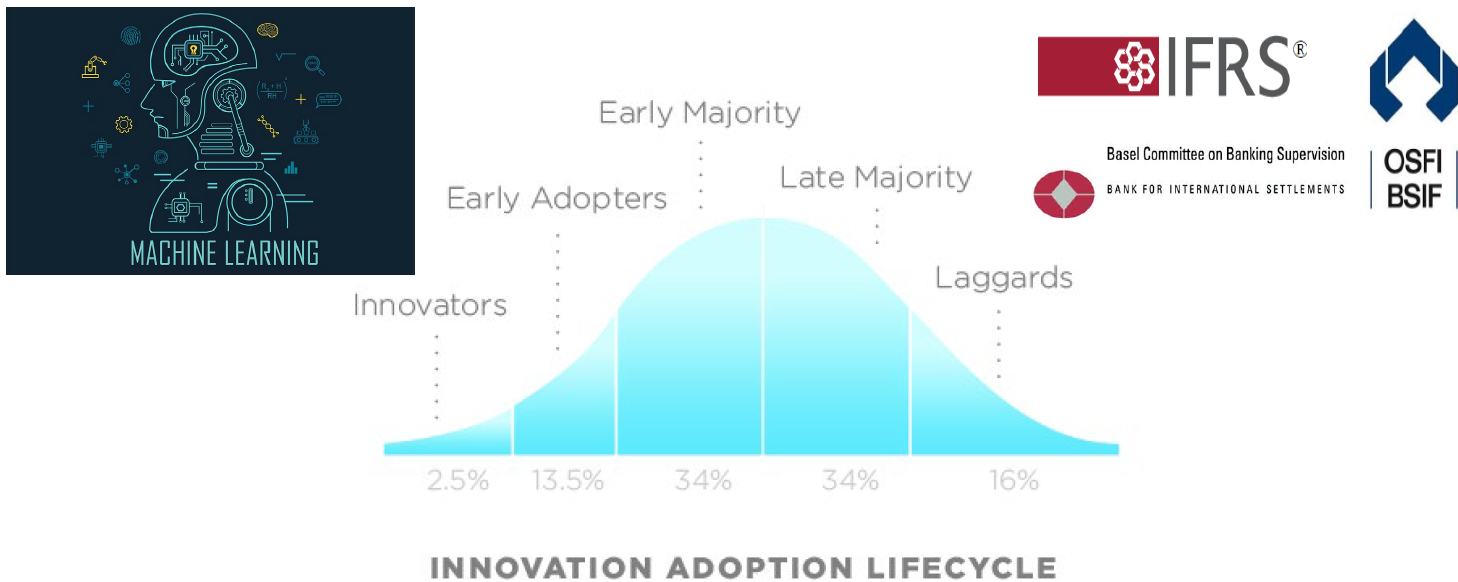 MACHINE LEARNING
IFRS®
Basel Committee on Banking Supervision
BANK FOR INTERNATIONAL SETTLEMENTS
OSFI
BSIF
Innovators
Early Adopters
Early Majority
Late Majority
Laggards
2.5%
13.5%
34%
34%
16%
INNOVATION ADOPTION LIFECYCLE